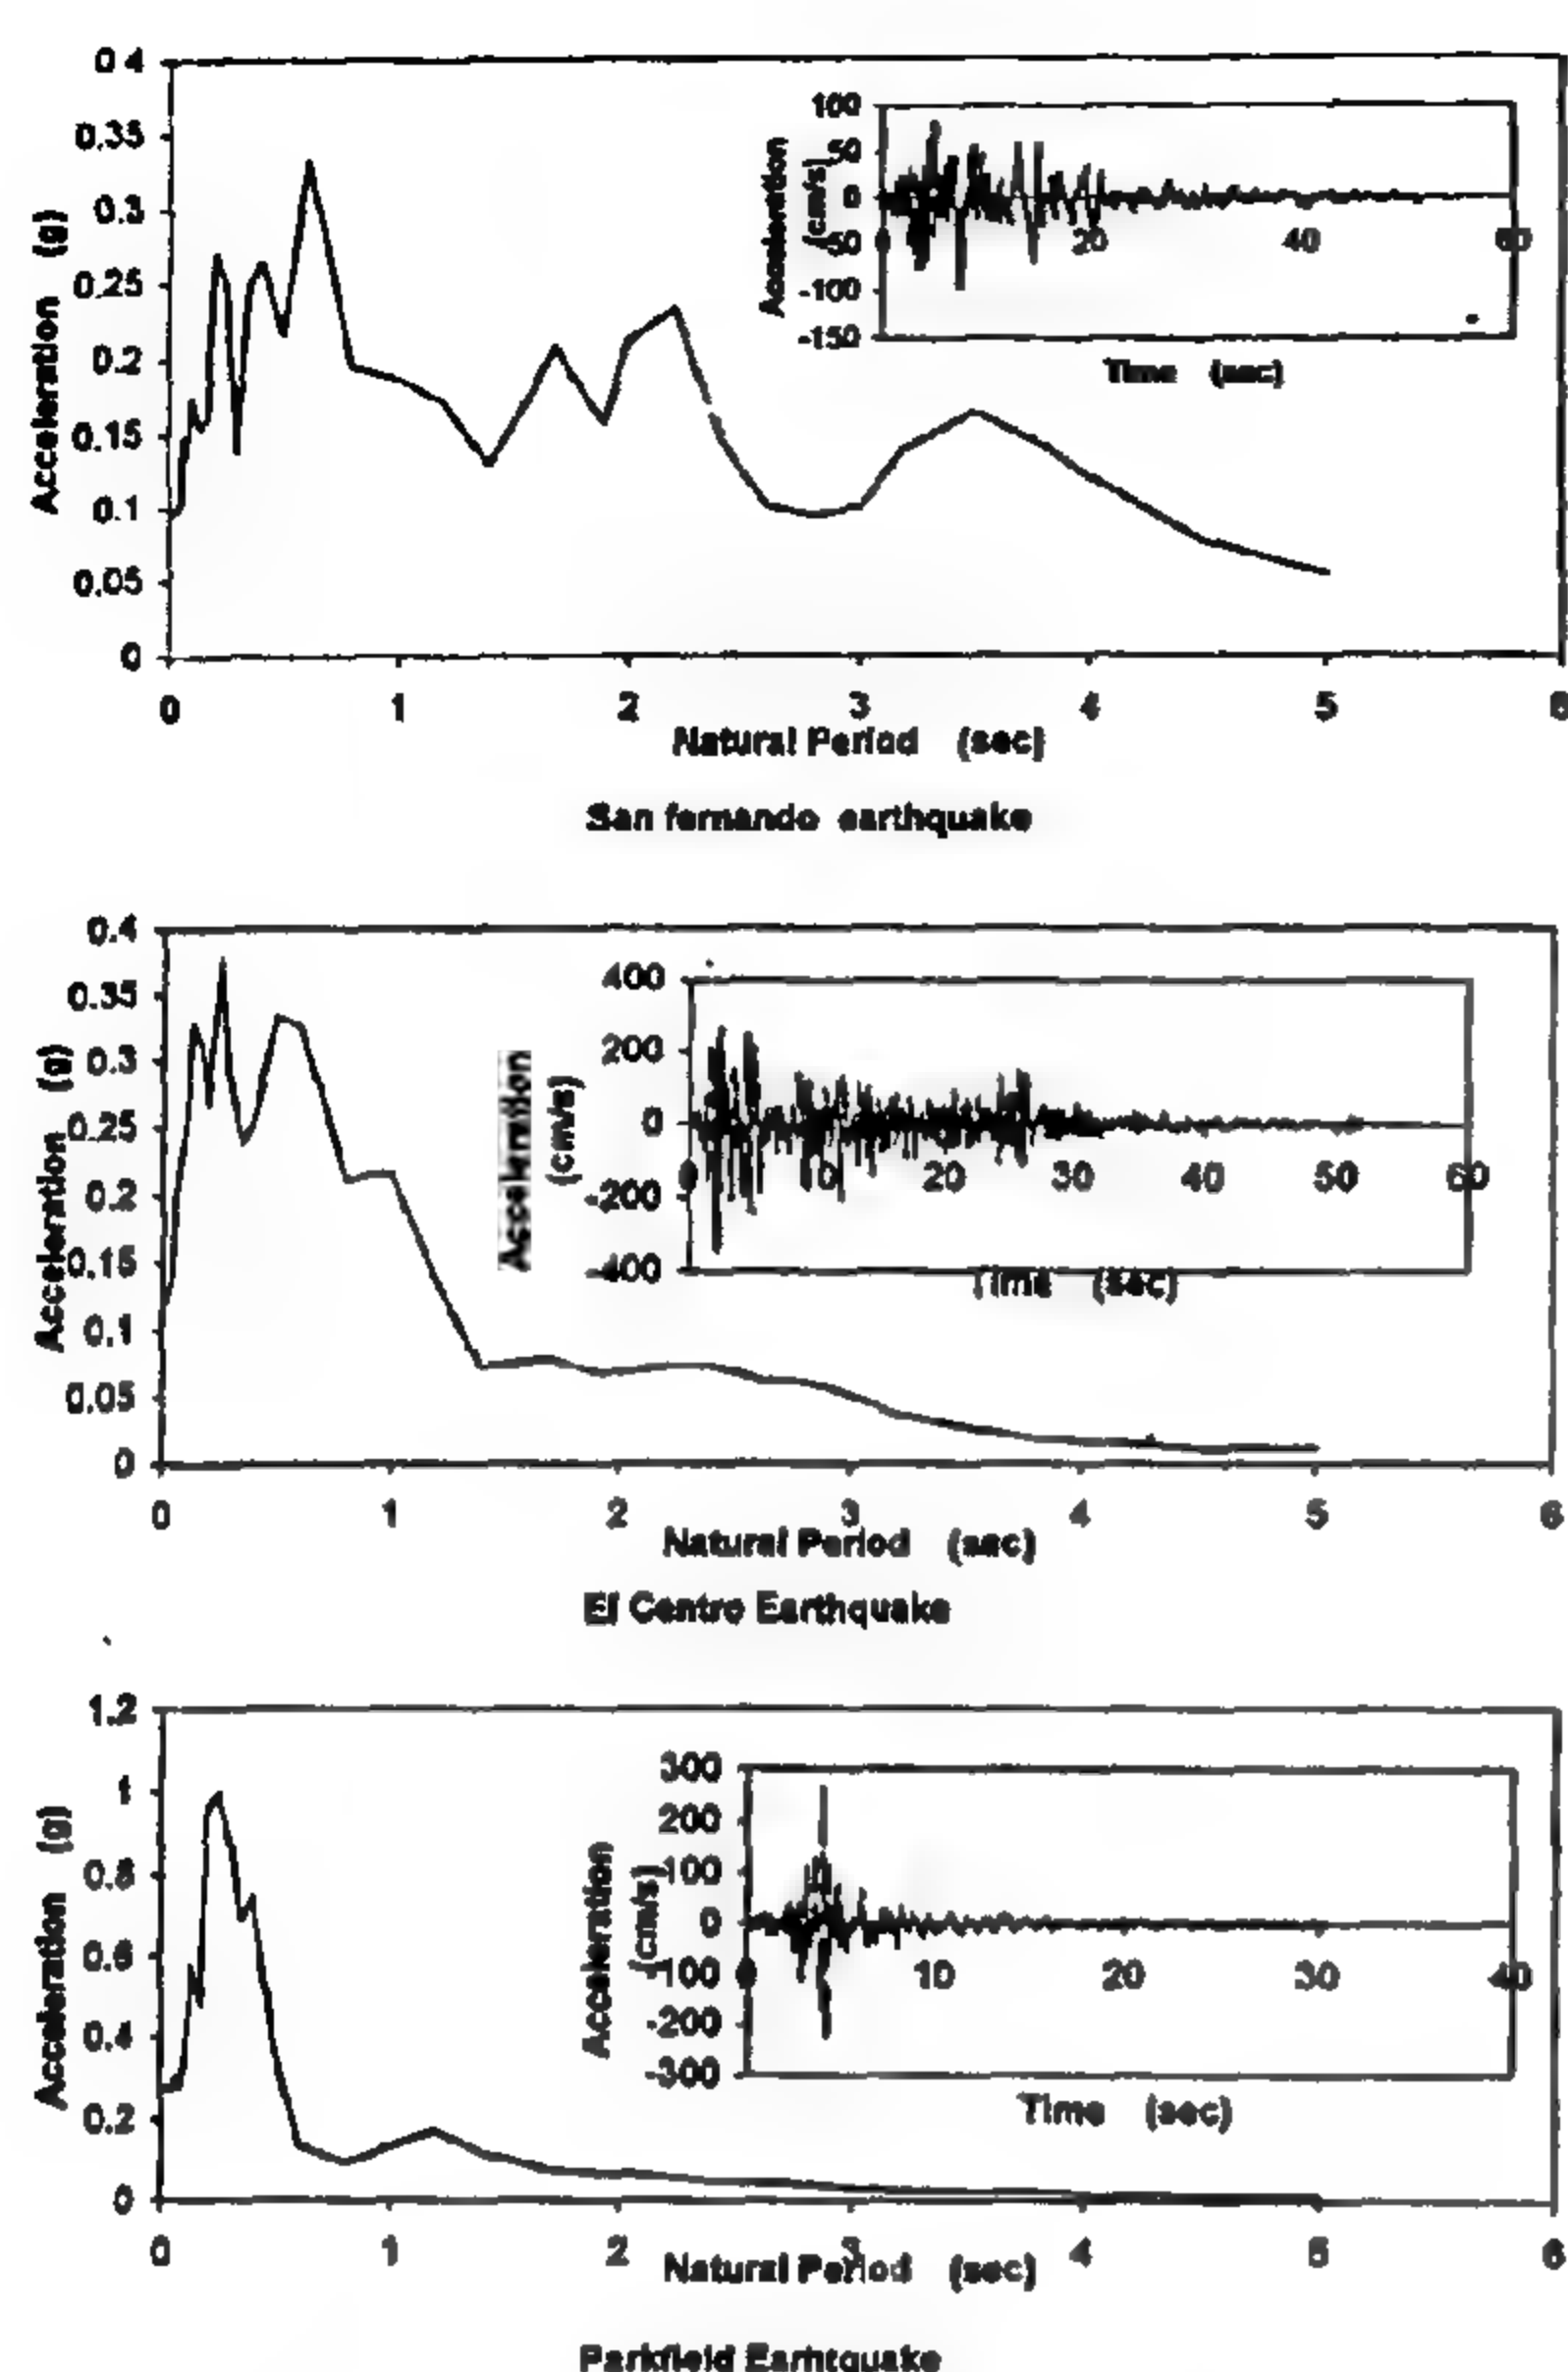 0 4
0.35
0.3
0.25
0.2
0.15
0.1
0.05
0
Acceleration (g)
100
50
0
-50
-100
-150
Acceleration
(cm/s)
0 20 40 60
Time (sec)
0 1 2 3 4 5 6
Natural Period (sec)
San fernando earthquake
0.4
0.35
0.3
0.25
0.2
0.15
0.1
0.05
0
Acceleration (g)
400
200
0
-200
-400
Acceleration
(cm/s)
0 10 20 30 40 50 60
Time (sec)
0 1 2 3 4 5 6
Natural Period (sec)
El Centro Earthquake
1.2
1
0.8
0.6
0.4
0.2
0
Acceleration (g)
300
200
100
0
-100
-200
-300
Acceleration
(cm/s)
0 10 20 30 40
Time (sec)
0 1 2 3 4 5 6
Natural Period (sec)
Parkfield Earhtquake